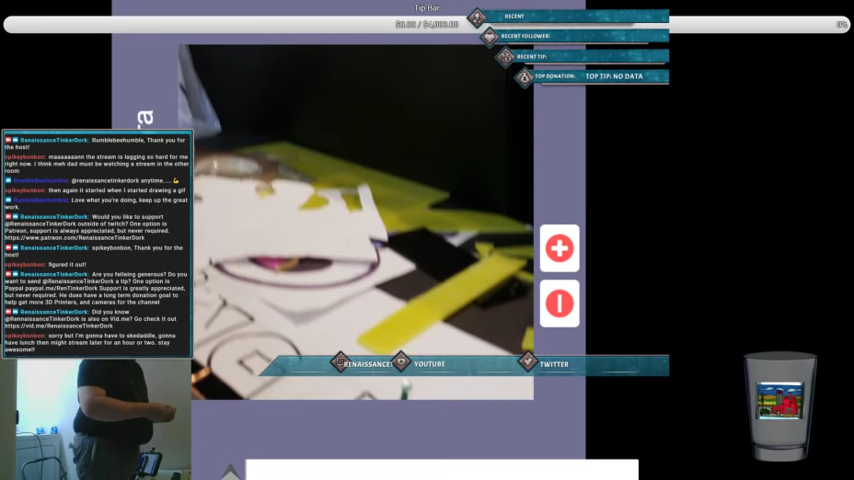 Tip Bar
$0.00 / $4,000.00
0%
RECENT
RECENT FOLLOWER:
RECENT TIP:
TOP DONATION: TOP TIP: NO DATA
ra
RenaissanceTinkerDork: Rumblebeehumble, Thank you for
the host!
spikeybonbon: maaaaaaann the stream is lagging so hard for me
right now. I think meh dad must be watching a stream in the other
room
RumbleBeeHumble: @renaissancetinkerdork anytime.....
spikeybonbon: then again it started when I started drawing a gif
RumbleBeeHumble: Love what you're doing, keep up the great
work.
RenaissanceTinkerDork: Would you like to support
@RenaissanceTinkerDork outside of twitch? One option is
Patreon, support is always appreciated, but never required.
https://www.patreon.com/RenaissanceTinkerDork
RenaissanceTinkerDork: spikeybonbon, Thank you for the
host!
spikeybonbon: figured it out!
RenaissanceTinkerDork: Are you felleing generous? Do you
want to send @RenaissanceTinkerDork a tip? One option is
Paypal paypal.me/RenTinkerDork Support is greatly appreciated,
but never required. He does have a long term donation goal to
help get more 3D Printers, and cameras for the channel
RenaissanceTinkerDork: Did you know
@RennaissanceTinkerDork is also on Vid.me? Go check it out
https://vid.me/RenaissanceTinkerDork
spikeybonbon: sorry but I'm gonna have to skedaddle, gonna
have lunch then might stream later for an hour or two. stay
awesome!!
RENAISSANCE
YOUTUBE
TWITTER